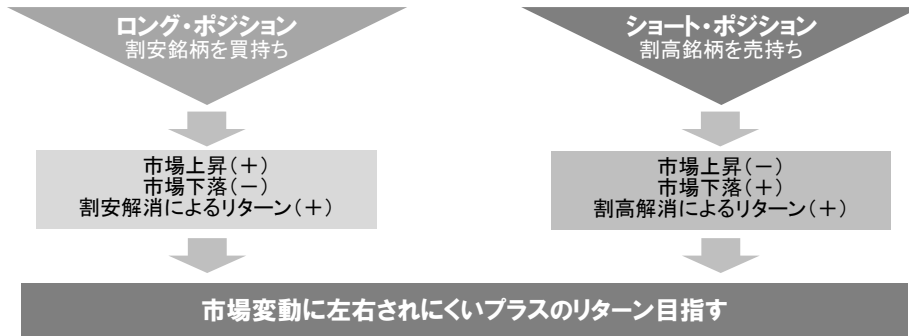 ロング・ポジション
割安銘柄を買持ち
ショート・ポジション
割高銘柄を売持ち
市場上昇(+)
市場下落(-)
割安解消によるリターン(+)
市場上昇(-)
市場下落(+)
割高解消によるリターン(+)
市場変動に左右されにくいプラスのリターン目指す